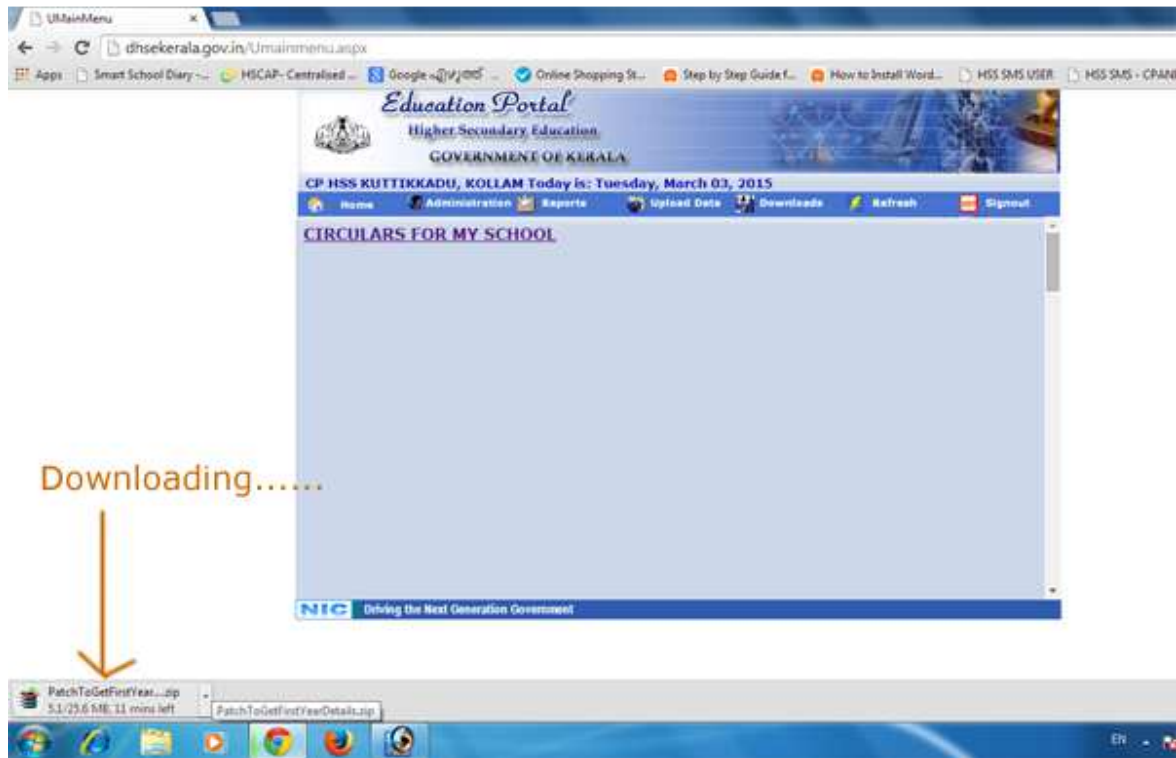 UMainMenu
dhsekerala.gov.in/Umainmenu.aspx
Apps Smart School Diary -... HSCAP- Centralised ... Google എഴുത്ത് ... Online Shopping St... Step by Step Guide f... How to Install Word... HSS SMS USER HSS SMS - CPANE
Education Portal
Higher Secondary Education
GOVERNMENT OF KERALA
CP HSS KUTTIKKADU, KOLLAM Today is: Tuesday, March 03, 2015
Home Administration Reports Upload Data Downloads Refresh Signout
CIRCULARS FOR MY SCHOOL
Downloading......
NIC Driving the Next Generation Government
PatchToGetFirstYear....zip
5.1/25.6 MB, 11 mins left
PatchToGetFirstYearDetails.zip
EN